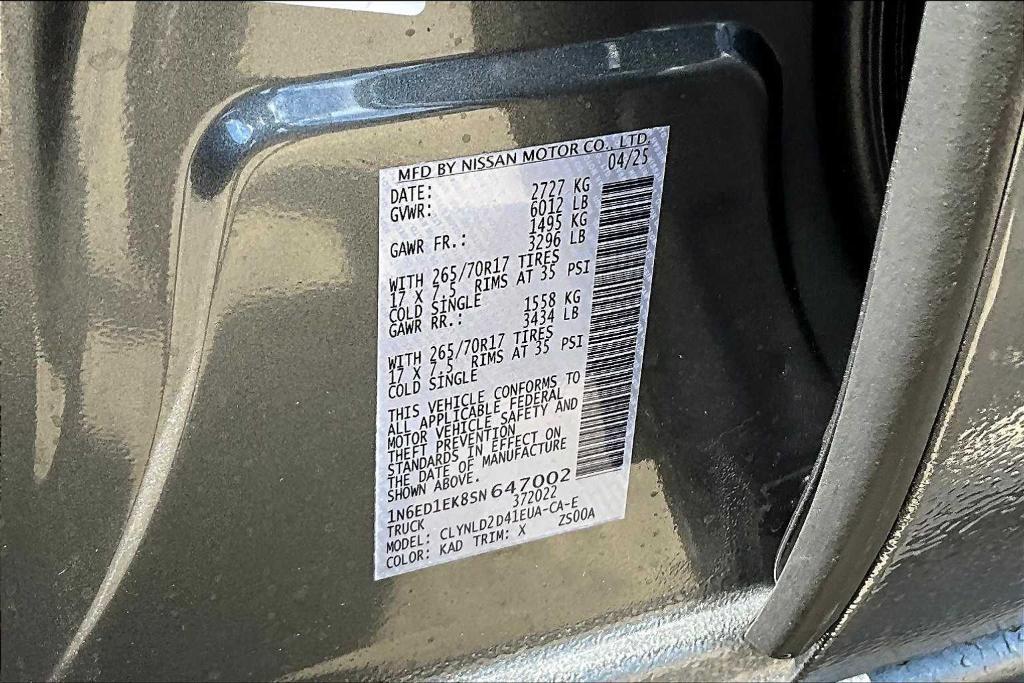 MFD BY NISSAN MOTOR CO., LTD.
DATE: 04/25
GVWR: 2727 KG
6012 LB
GAWR FR.: 1495 KG
3296 LB
WITH 265/70R17 TIRES
17 X 7.5 RIMS AT 35 PSI
COLD SINGLE
GAWR RR.: 1558 KG
3434 LB
WITH 265/70R17 TIRES
17 X 7.5 RIMS AT 35 PSI
COLD SINGLE
THIS VEHICLE CONFORMS TO
ALL APPLICABLE FEDERAL
MOTOR VEHICLE SAFETY AND
THEFT PREVENTION
STANDARDS IN EFFECT ON
THE DATE OF MANUFACTURE
SHOWN ABOVE.
1N6ED1EK8SN647002
TRUCK 372022
MODEL: CLYNLD2D41EUA-CA-E
COLOR: KAD TRIM: X ZS00A